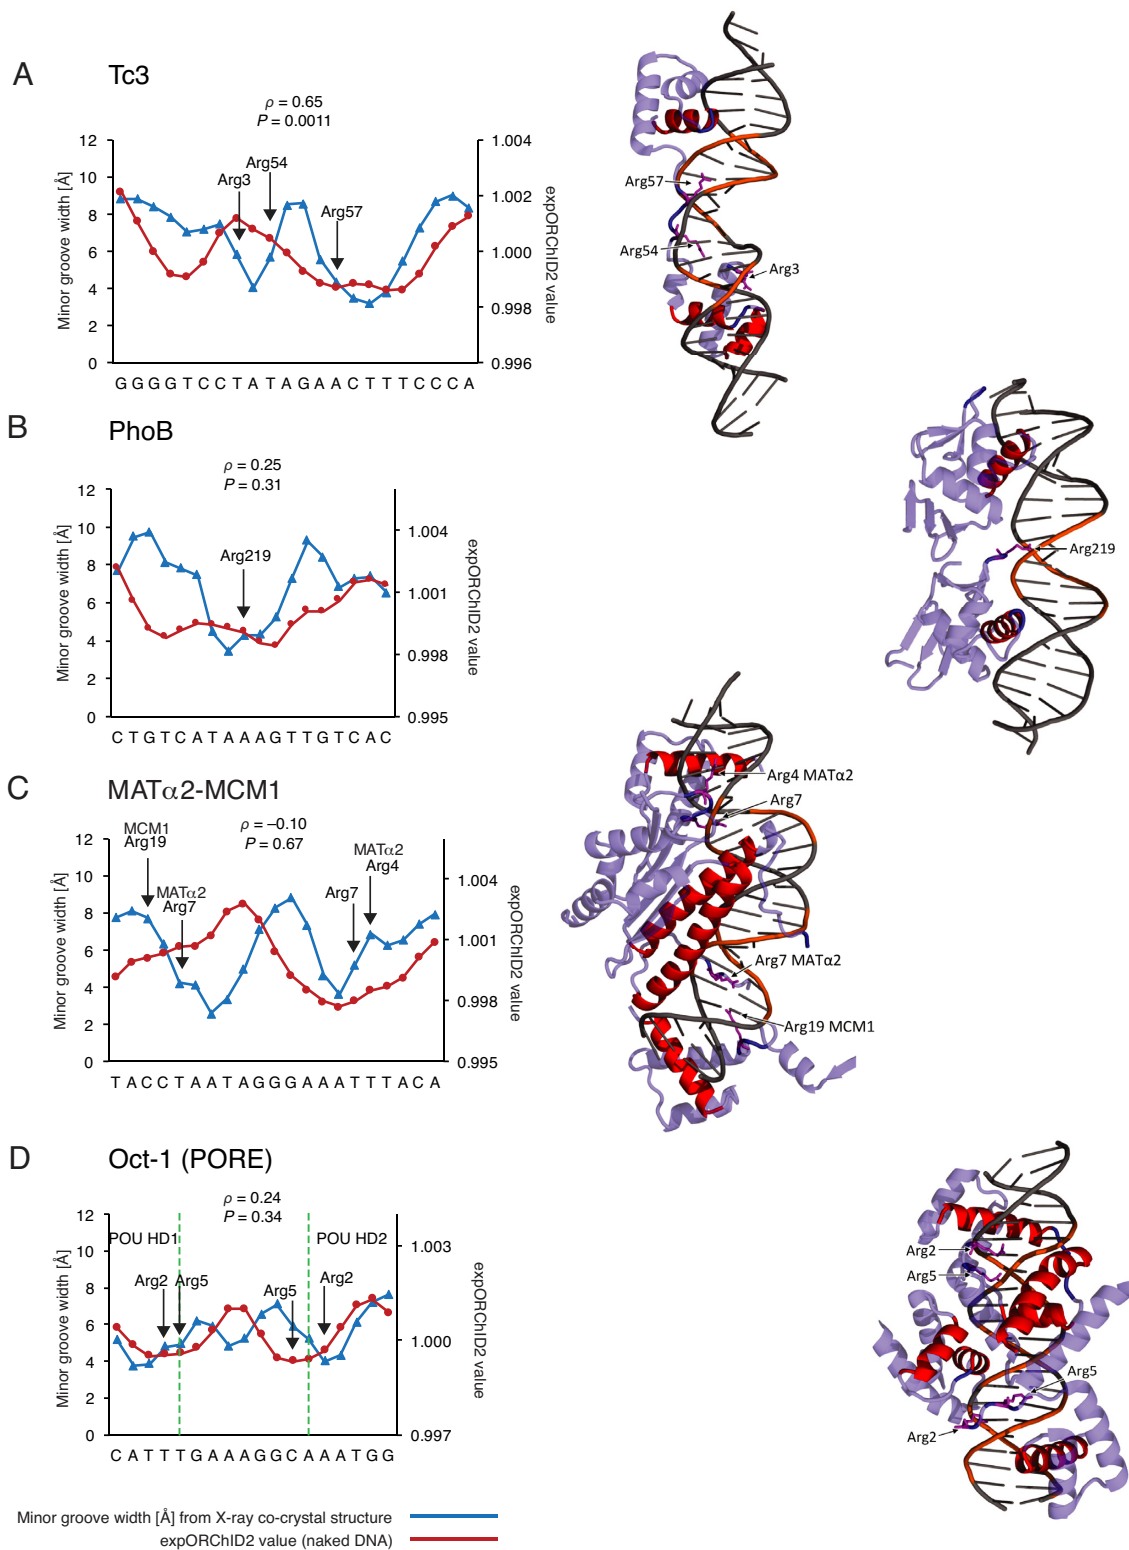 A
Tc3
ρ = 0.65
P = 0.0011
Minor groove width [Å]
12
10
8
6
4
2
0
1.004
1.002
1.000
0.998
0.996
expORChID2 value
Arg3
Arg54
Arg57
G G G G T C C T A T A G A A C T T T C C C A
Arg57
Arg54
Arg3
B
PhoB
ρ = 0.25
P = 0.31
Minor groove width [Å]
12
10
8
6
4
2
0
1.004
1.001
0.998
0.995
expORChID2 value
Arg219
C T G T C A T A A A G T T G T C A C
Arg219
C
MATα2-MCM1
ρ = –0.10
P = 0.67
Minor groove width [Å]
12
10
8
6
4
2
0
1.004
1.001
0.998
0.995
expORChID2 value
MCM1
Arg19
MATα2
Arg7
Arg7
MATα2
Arg4
T A C C T A A T A G G G A A A T T T A C A
Arg4 MATα2
Arg7
Arg7 MATα2
Arg19 MCM1
D
Oct-1 (PORE)
ρ = 0.24
P = 0.34
Minor groove width [Å]
12
10
8
6
4
2
0
1.003
1.000
0.997
expORChID2 value
POU HD1
POU HD2
Arg2
Arg5
Arg5
Arg2
C A T T T G A A A G G C A A A T G G
Arg2
Arg5
Arg5
Arg2
Minor groove width [Å] from X-ray co-crystal structure
expORChID2 value (naked DNA)